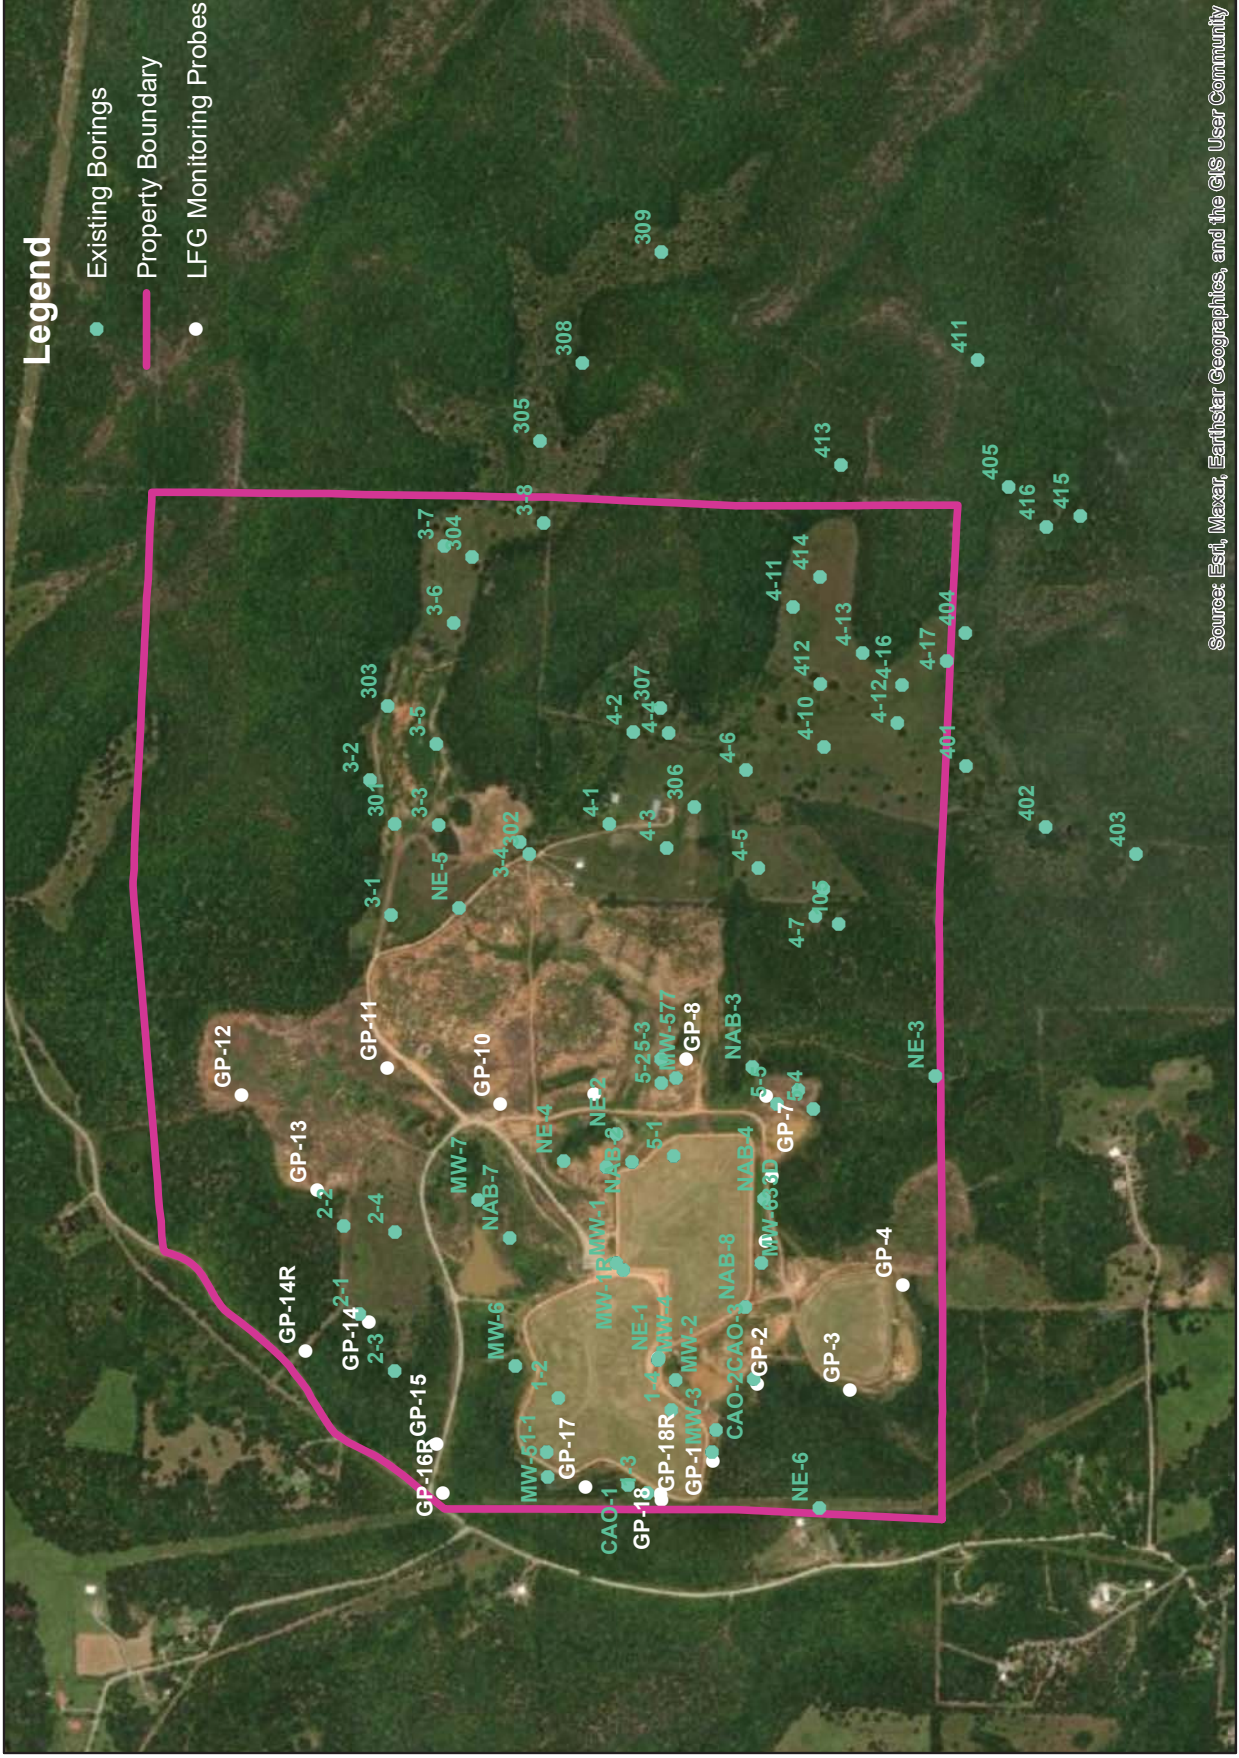 Legend
Existing Borings
Property Boundary
LFG Monitoring Probes
GP-12
GP-13
GP-14R
GP-14
GP-15
GP-16R
GP-11
GP-10
GP-17
GP-18R
GP-18
GP-1
GP-2
GP-3
GP-4
GP-7
GP-8
2-2
2-4
2-1
2-3
MW-7
NAB-7
MW-6
1-2
1-1
MW-5
CAO-1
NE-4
NE-2
MW-1
MW-1R
NE-1
MW-4
MW-2
1-4
MW-3
CAO-2
CAO-3
NAB-8
NAB-4
5-1
5-2
5-3
NAB-3
5-5
5-4
NE-3
NE-6
3-1
NE-5
301
3-2
3-3
303
3-5
3-4
302
3-6
3-7
304
3-8
305
308
309
4-1
4-3
306
4-2
4-4
307
4-6
4-5
4-7
105
4-10
412
4-11
414
4-13
4-16
4-12
4-17
404
401
402
403
413
411
405
416
415
Source: Esri, Maxar, Earthstar Geographics, and the GIS User Community